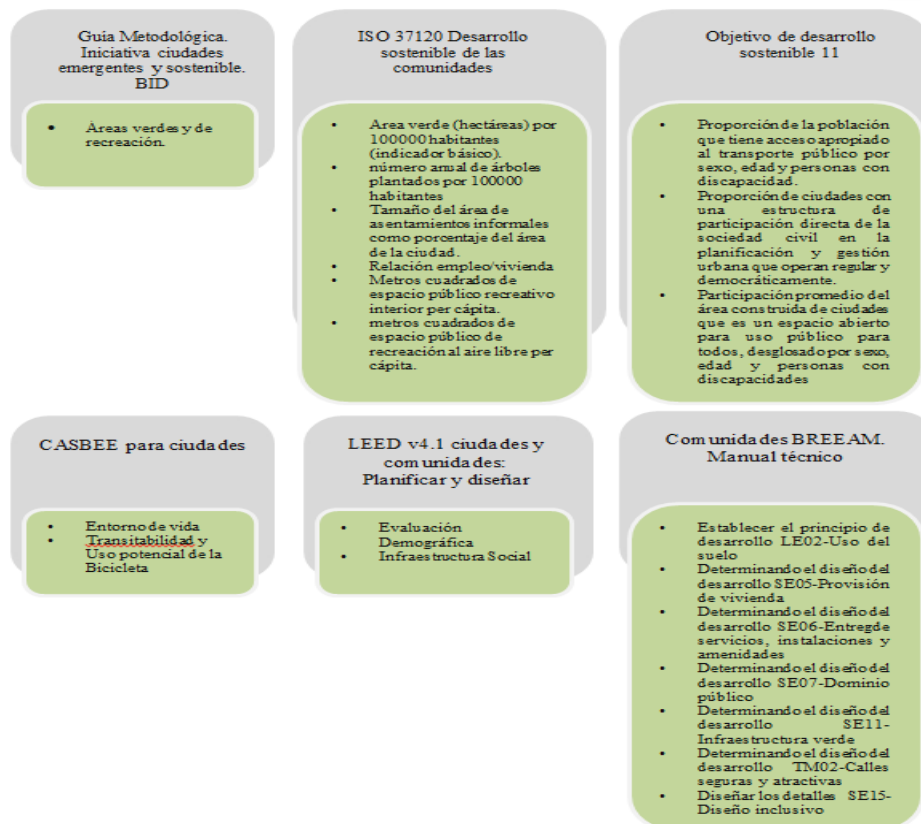 Guía Metodológica.
Iniciativa ciudades
emergentes y sostenible.
BID
• Áreas verdes y de
recreación.
ISO 37120 Desarrollo
sostenible de las
comunidades
• Area verde (hectáreas) por
100000 habitantes
(indicador básico).
• número anual de árboles
plantados por 100000
habitantes
• Tamaño del área de
asentamientos informales
como porcentaje del área
de la ciudad.
• Relación empleo/vivienda
• Metros cuadrados de
espacio público recreativo
interior per cápita.
• metros cuadrados de
espacio público de
recreación al aire libre per
cápita.
Objetivo de desarrollo
sostenible 11
• Proporción de la población
que tiene acceso apropiado
al transporte público por
sexo, edad y personas con
discapacidad.
• Proporción de ciudades con
una estructura de
participación directa de la
sociedad civil en la
planificación y gestión
urbana que operan regular y
democráticamente.
• Participación promedio del
área construida de ciudades
que es un espacio abierto
para uso público para
todos, desglosado por sexo,
edad y personas con
discapacidades
CASBEE para ciudades
• Entorno de vida
• Transitabilidad y
Uso potencial de la
Bicicleta
LEED v4.1 ciudades y
comunidades:
Planificar y diseñar
• Evaluación
Demográfica
• Infraestructura Social
Comunidades BREEAM.
Manual técnico
• Establecer el principio de
desarrollo LE02-Uso del
suelo
• Determinando el diseño del
desarrollo SE05-Provisión
de vivienda
• Determinando el diseño del
desarrollo SE06-Entregde
servicios, instalaciones y
amenidades
• Determinando el diseño del
desarrollo SE07-Dominio
público
• Determinando el diseño del
desarrollo SE11-
Infraestructura verde
• Determinando el diseño del
desarrollo TM02-Calles
seguras y atractivas
• Diseñar los detalles SE15-
Diseño inclusivo